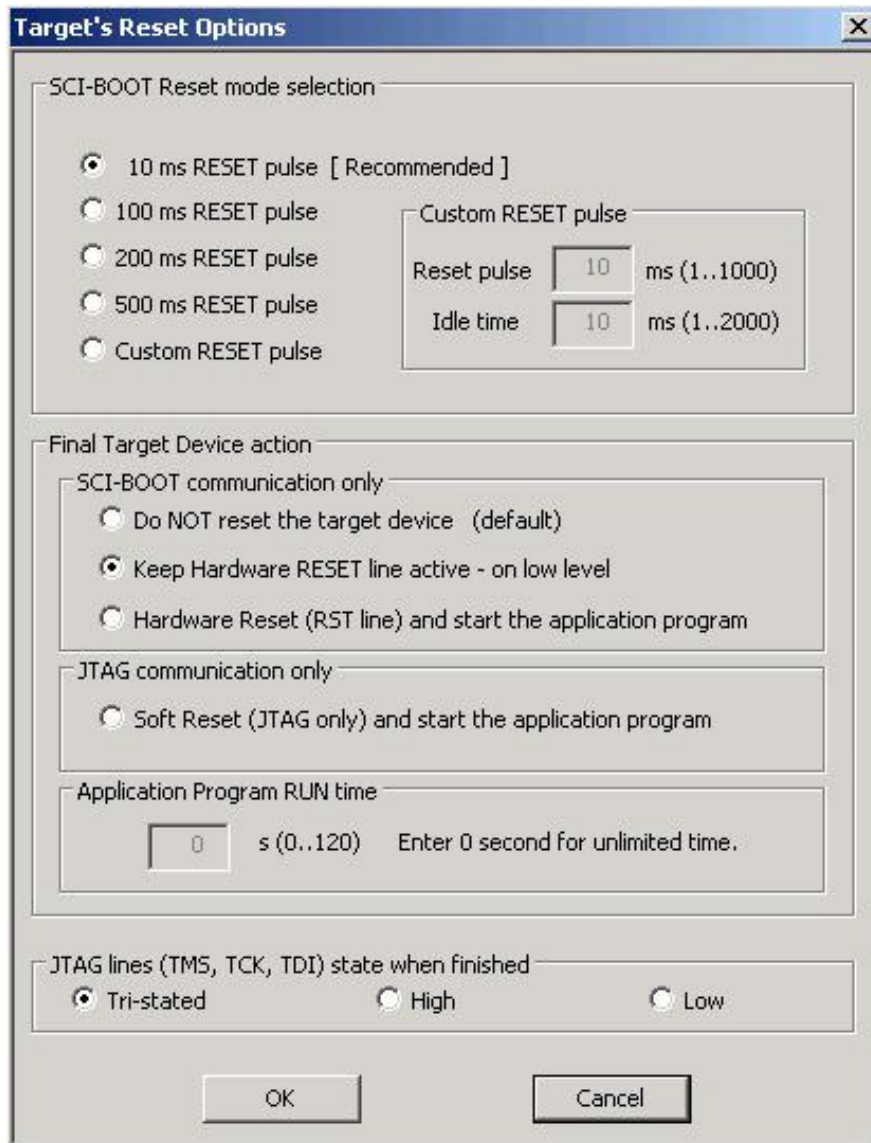 Target's Reset Options
SCI-BOOT Reset mode selection
10 ms RESET pulse [ Recommended ]
100 ms RESET pulse
200 ms RESET pulse
500 ms RESET pulse
Custom RESET pulse
Custom RESET pulse
Reset pulse 10 ms (1..1000)
Idle time 10 ms (1..2000)
Final Target Device action
SCI-BOOT communication only
Do NOT reset the target device (default)
Keep Hardware RESET line active - on low level
Hardware Reset (RST line) and start the application program
JTAG communication only
Soft Reset (JTAG only) and start the application program
Application Program RUN time
0 s (0..120) Enter 0 second for unlimited time.
JTAG lines (TMS, TCK, TDI) state when finished
Tri-stated High Low
OK Cancel